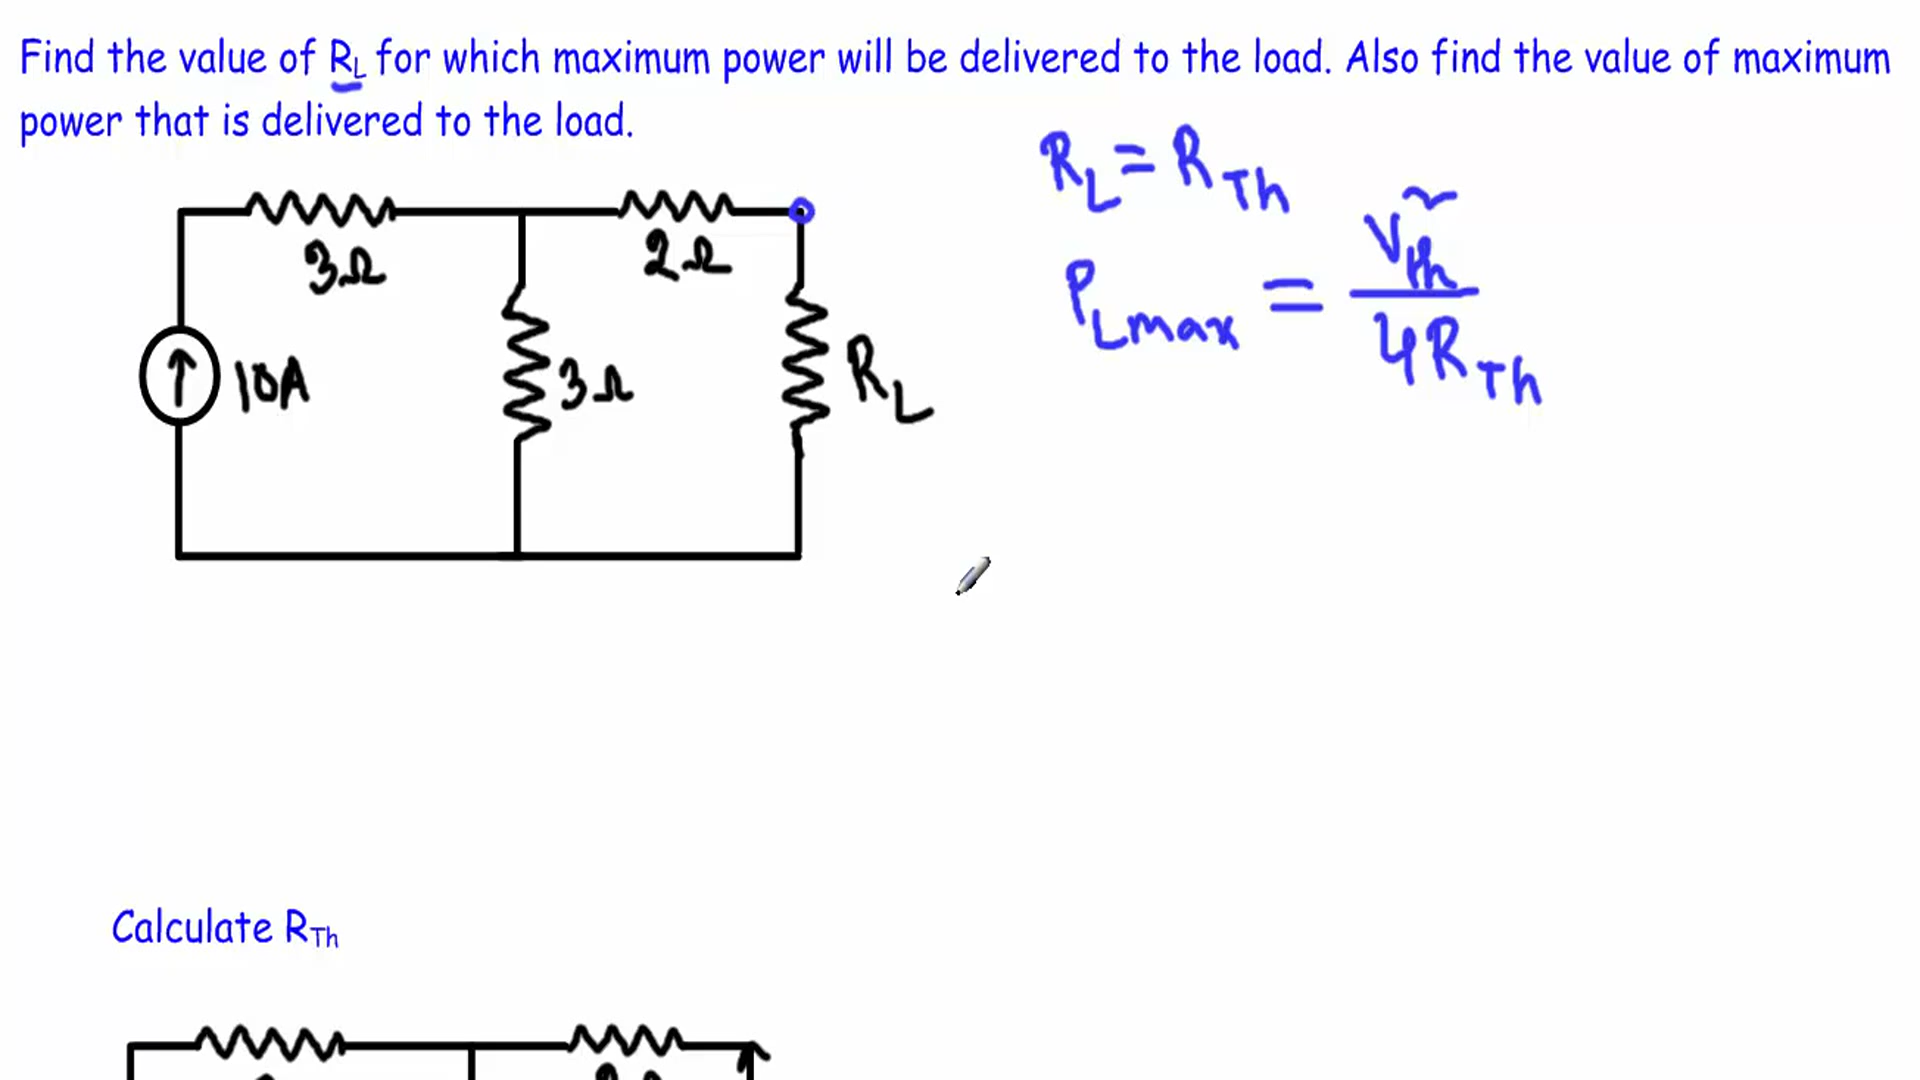 Find the value of RL for which maximum power will be delivered to the load. Also find the value of maximum
power that is delivered to the load.
RL = RTh
PLmax = Vth² / 4RTh
3Ω
2Ω
10A
3Ω
RL
Calculate RTh